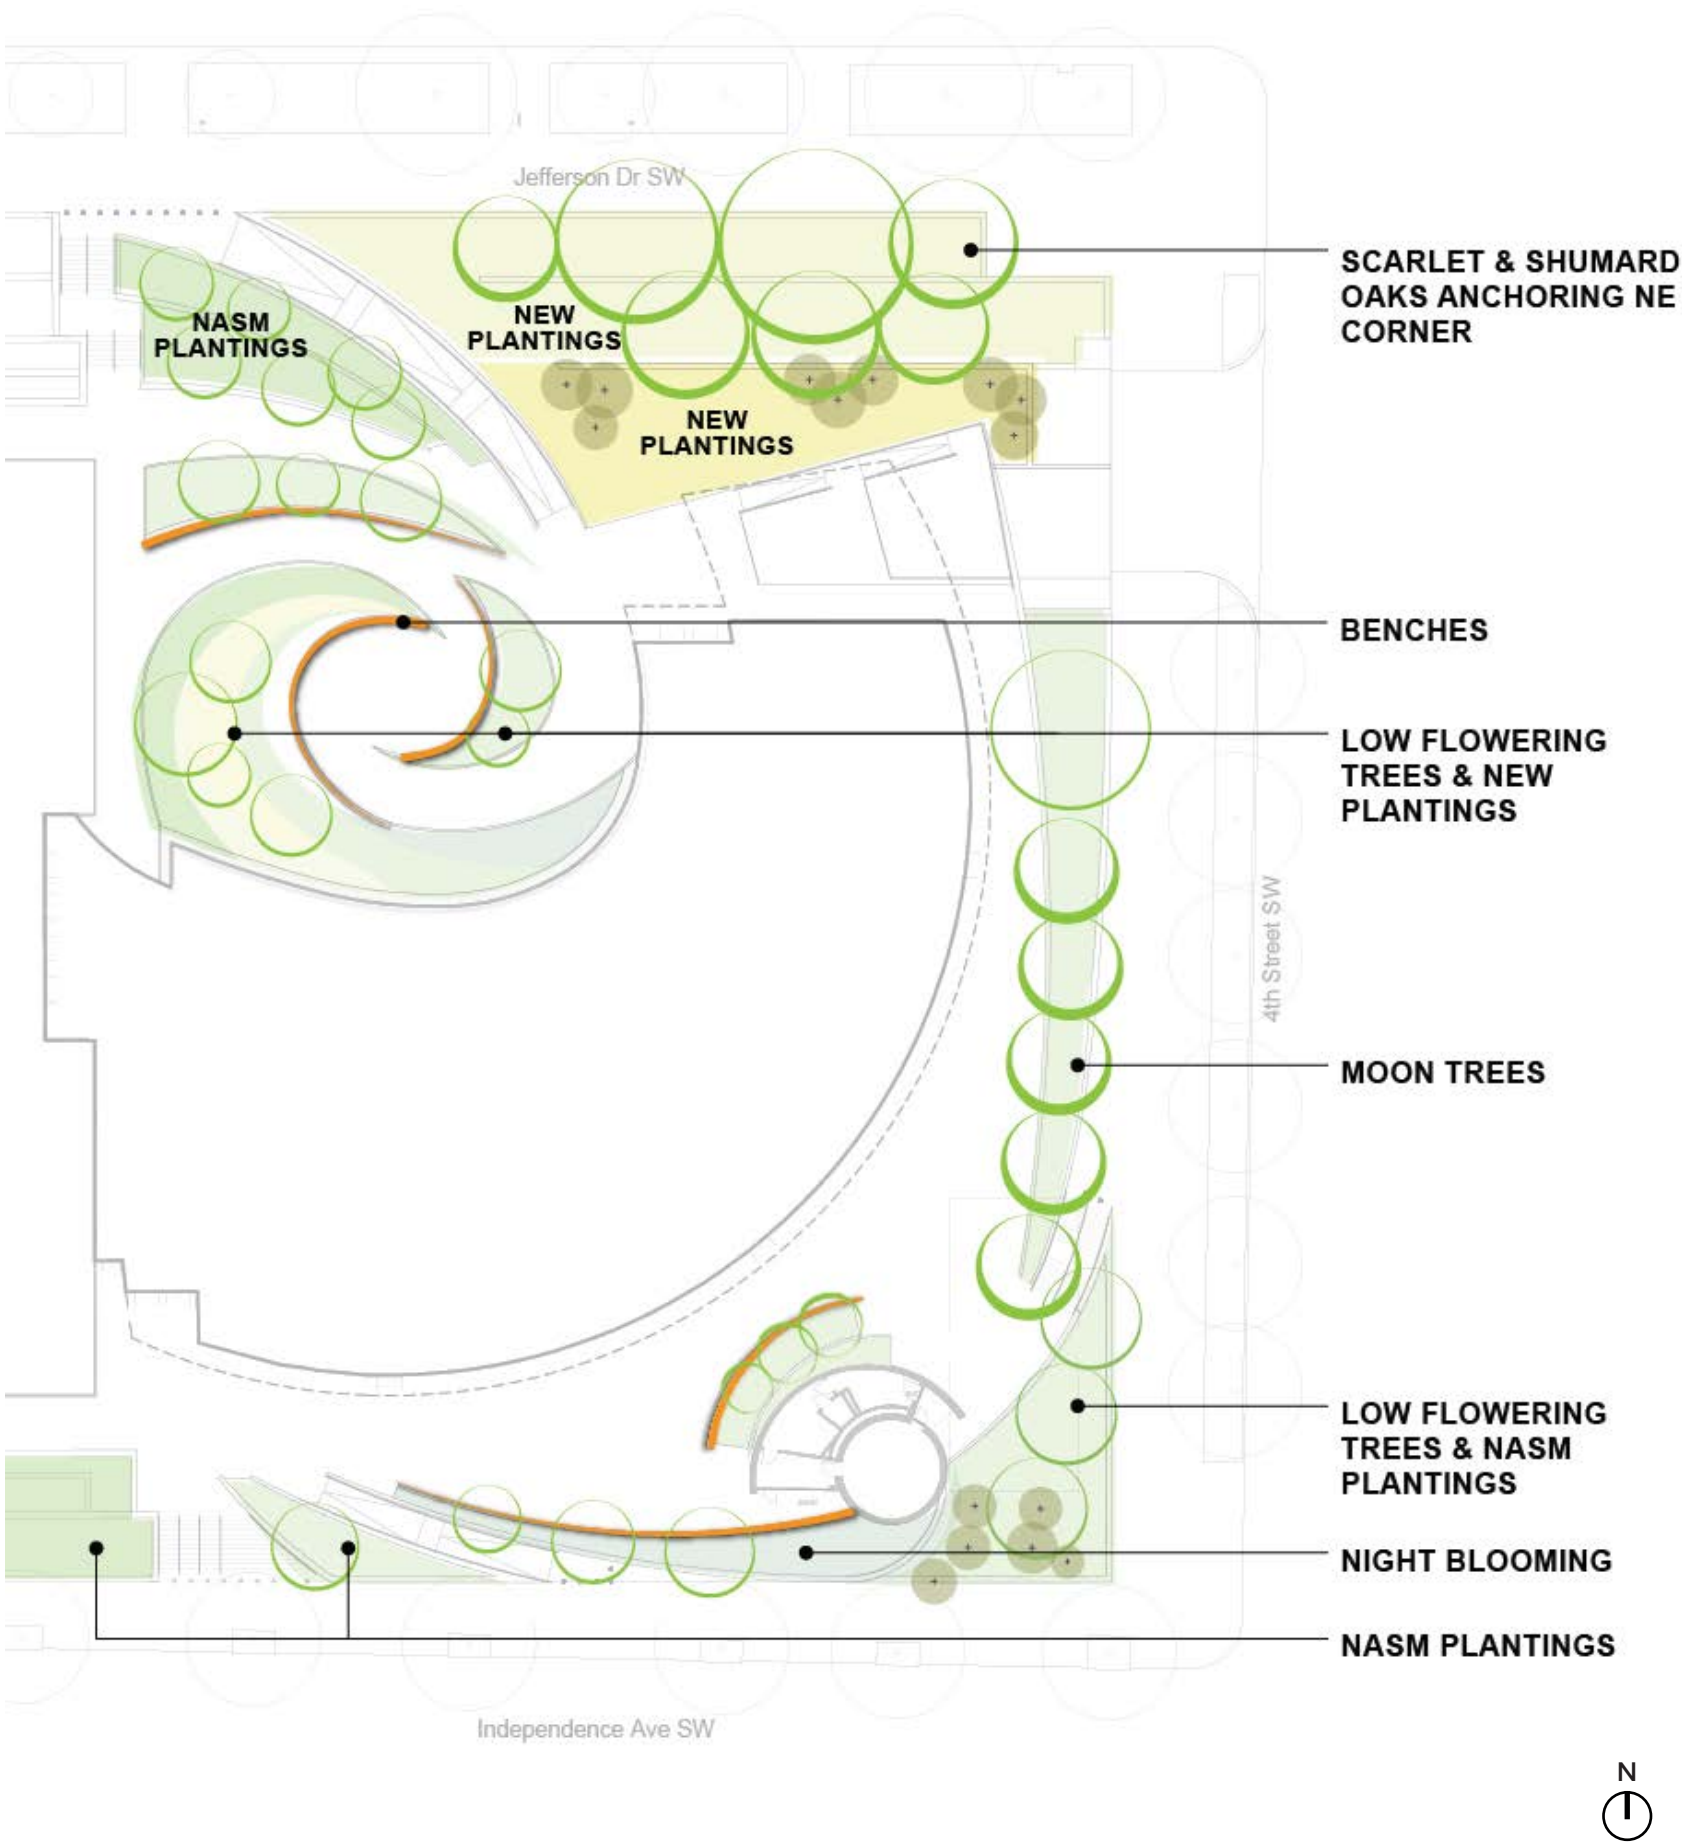 Jefferson Dr SW
SCARLET & SHUMARD
OAKS ANCHORING NE
CORNER
NASM
PLANTINGS
NEW
PLANTINGS
NEW
PLANTINGS
BENCHES
LOW FLOWERING
TREES & NEW
PLANTINGS
4th Street SW
MOON TREES
LOW FLOWERING
TREES & NASM
PLANTINGS
NIGHT BLOOMING
NASM PLANTINGS
Independence Ave SW
N